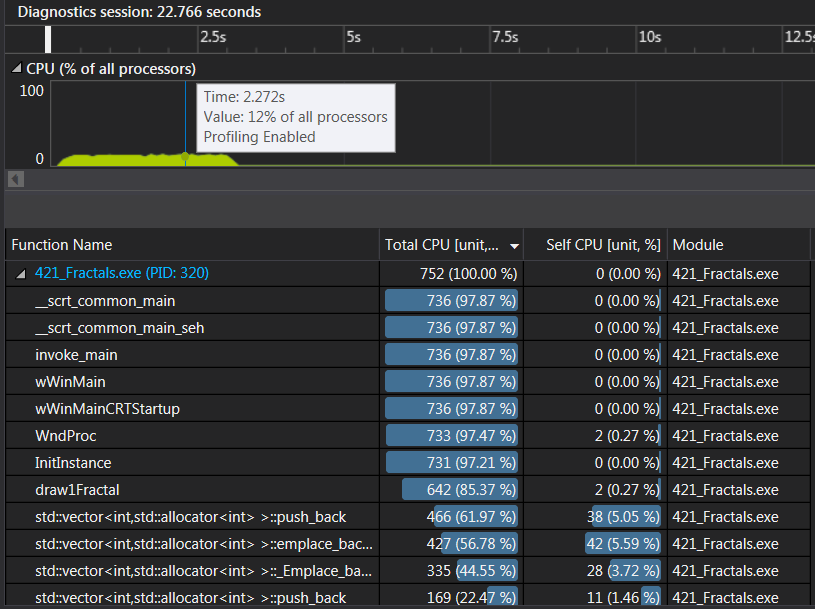 Diagnostics session: 22.766 seconds
2.5s 5s 7.5s 10s 12.5s
CPU (% of all processors)
100
Time: 2.272s
Value: 12% of all processors
Profiling Enabled
0
Function Name Total CPU [unit,... Self CPU [unit, %] Module
421_Fractals.exe (PID: 320) 752 (100.00 %) 0 (0.00 %) 421_Fractals.exe
__scrt_common_main 736 (97.87 %) 0 (0.00 %) 421_Fractals.exe
__scrt_common_main_seh 736 (97.87 %) 0 (0.00 %) 421_Fractals.exe
invoke_main 736 (97.87 %) 0 (0.00 %) 421_Fractals.exe
wWinMain 736 (97.87 %) 0 (0.00 %) 421_Fractals.exe
wWinMainCRTStartup 736 (97.87 %) 0 (0.00 %) 421_Fractals.exe
WndProc 733 (97.47 %) 2 (0.27 %) 421_Fractals.exe
InitInstance 731 (97.21 %) 0 (0.00 %) 421_Fractals.exe
draw1Fractal 642 (85.37 %) 2 (0.27 %) 421_Fractals.exe
std::vector<int,std::allocator<int> >::push_back 466 (61.97 %) 38 (5.05 %) 421_Fractals.exe
std::vector<int,std::allocator<int> >::emplace_bac... 427 (56.78 %) 42 (5.59 %) 421_Fractals.exe
std::vector<int,std::allocator<int> >::_Emplace_ba... 335 (44.55 %) 28 (3.72 %) 421_Fractals.exe
std::vector<int,std::allocator<int> >::push_back 169 (22.47 %) 11 (1.46 %) 421_Fractals.exe